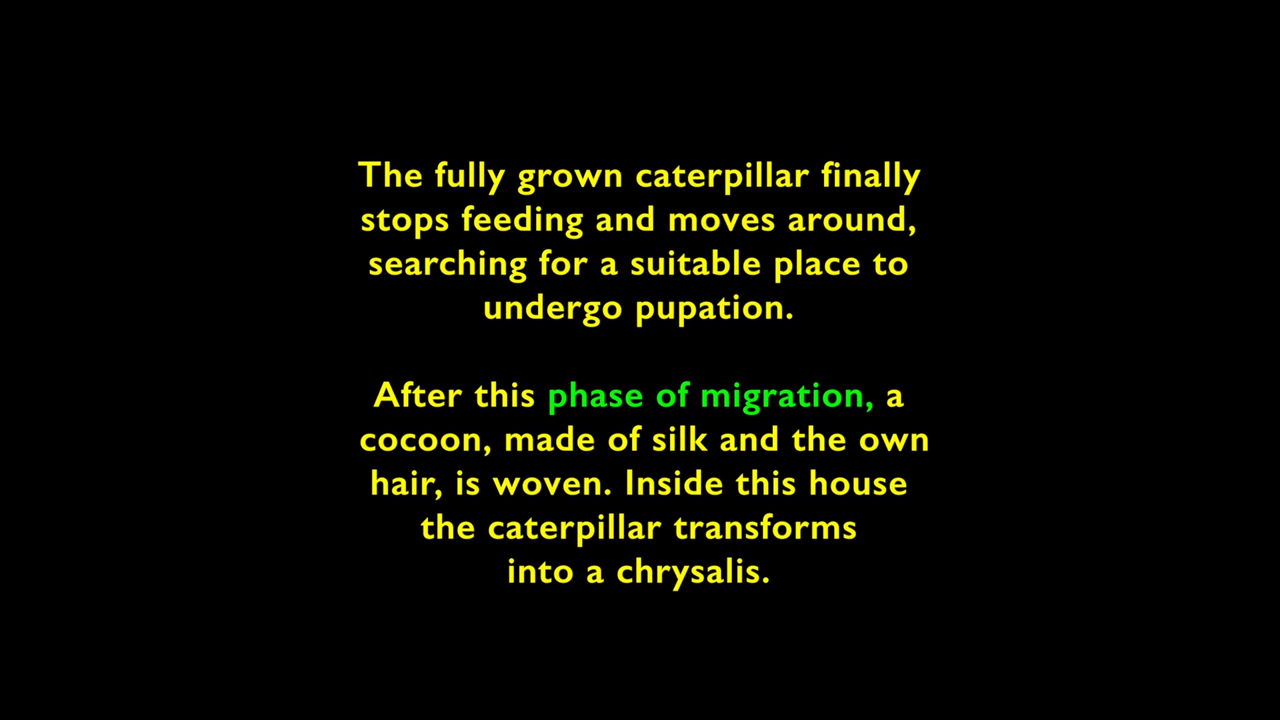 The fully grown caterpillar finally
stops feeding and moves around,
searching for a suitable place to
undergo pupation.
After this phase of migration, a
cocoon, made of silk and the own
hair, is woven. Inside this house
the caterpillar transforms
into a chrysalis.